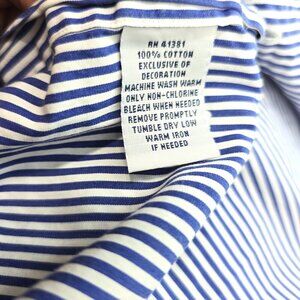 RN 41381
100% COTTON
EXCLUSIVE OF
DECORATION
MACHINE WASH WARM
ONLY NON-CHLORINE
BLEACH WHEN NEEDED
REMOVE PROMPTLY
TUMBLE DRY LOW
WARM IRON
IF NEEDED